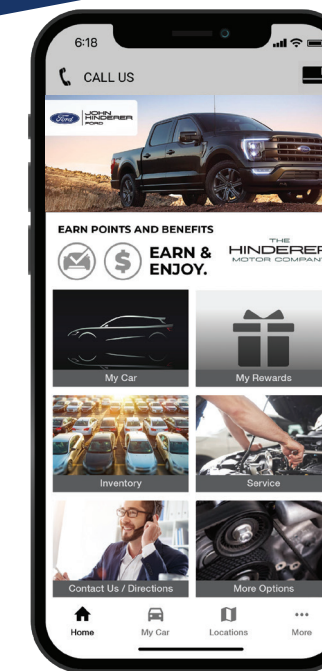 6:18
CALL US
Ford JOHN
HINDERER
FORD
EARN POINTS AND BENEFITS
EARN &
ENJOY.
THE
HINDERER
MOTOR COMPANY
My Car
My Rewards
Inventory
Service
Contact Us / Directions
More Options
Home
My Car
Locations
More